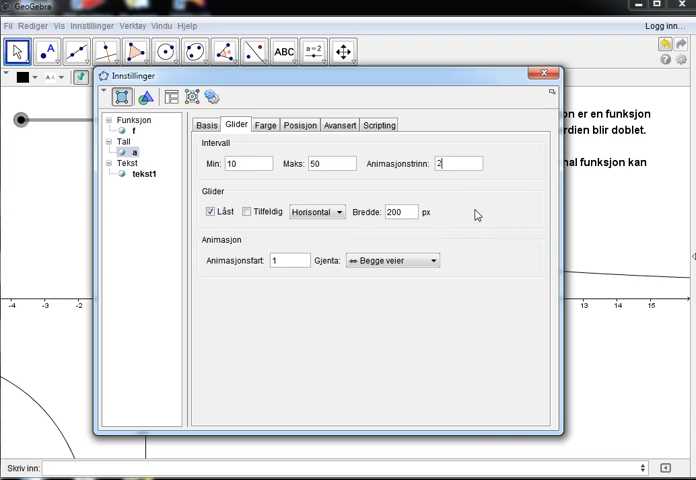 GeoGebra
Fil Rediger Vis Innstillinger Verktøy Vindu Hjelp Logg inn...
ABC a=2
AA
Innstillinger
Funksjon
f
Tall
a
Tekst
tekst1
Basis Glider Farge Posisjon Avansert Scripting
Intervall
Min: 10 Maks: 50 Animasjonstrinn: 2
Glider
Låst Tilfeldig Horisontal Bredde: 200 px
Animasjon
Animasjonsfart: 1 Gjenta: ⇔ Begge veier
on er en funksjon
rdien blir doblet.
nal funksjon kan
-4 -3 -2 -1 13 14 15
Skriv inn: